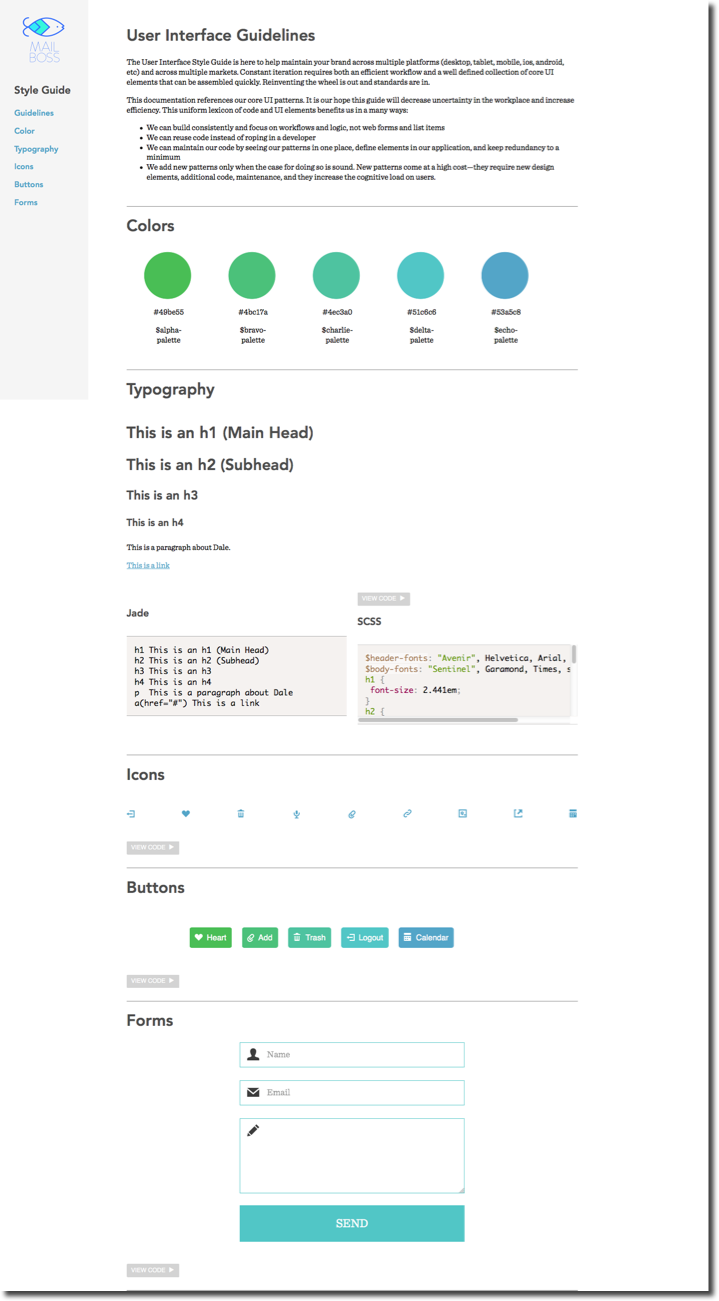 MAIL
BOSS
Style Guide
Guidelines
Color
Typography
Icons
Buttons
Forms
User Interface Guidelines
The User Interface Style Guide is here to help maintain your brand across multiple platforms (desktop, tablet, mobile, ios, android,
etc) and across multiple markets. Constant iteration requires both an efficient workflow and a well defined collection of core UI
elements that can be assembled quickly. Reinventing the wheel is out and standards are in.
This documentation references our core UI patterns. It is our hope this guide will decrease uncertainty in the workplace and increase
efficiency. This uniform lexicon of code and UI elements benefits us in a many ways:
• We can build consistently and focus on workflows and logic, not web forms and list items
• We can reuse code instead of roping in a developer
• We can maintain our code by seeing our patterns in one place, define elements in our application, and keep redundancy to a
minimum
• We add new patterns only when the case for doing so is sound. New patterns come at a high cost—they require new design
elements, additional code, maintenance, and they increase the cognitive load on users.
Colors
#49be55 #4bc17a #4ec3a0 #51c6c6 #53a5c8
$alpha- $bravo- $charlie- $delta- $echo-
palette palette palette palette palette
Typography
This is an h1 (Main Head)
This is an h2 (Subhead)
This is an h3
This is an h4
This is a paragraph about Dale.
This is a link
VIEW CODE ▶
Jade
h1 This is an h1 (Main Head)
h2 This is an h2 (Subhead)
h3 This is an h3
h4 This is an h4
p  This is a paragraph about Dale
a(href="#") This is a link
SCSS
$header-fonts: "Avenir", Helvetica, Arial,
$body-fonts: "Sentinel", Garamond, Times, s
h1 {
font-size: 2.441em;
}
h2 {
Icons
VIEW CODE ▶
Buttons
Heart Add Trash Logout Calendar
VIEW CODE ▶
Forms
Name
Email
SEND
VIEW CODE ▶